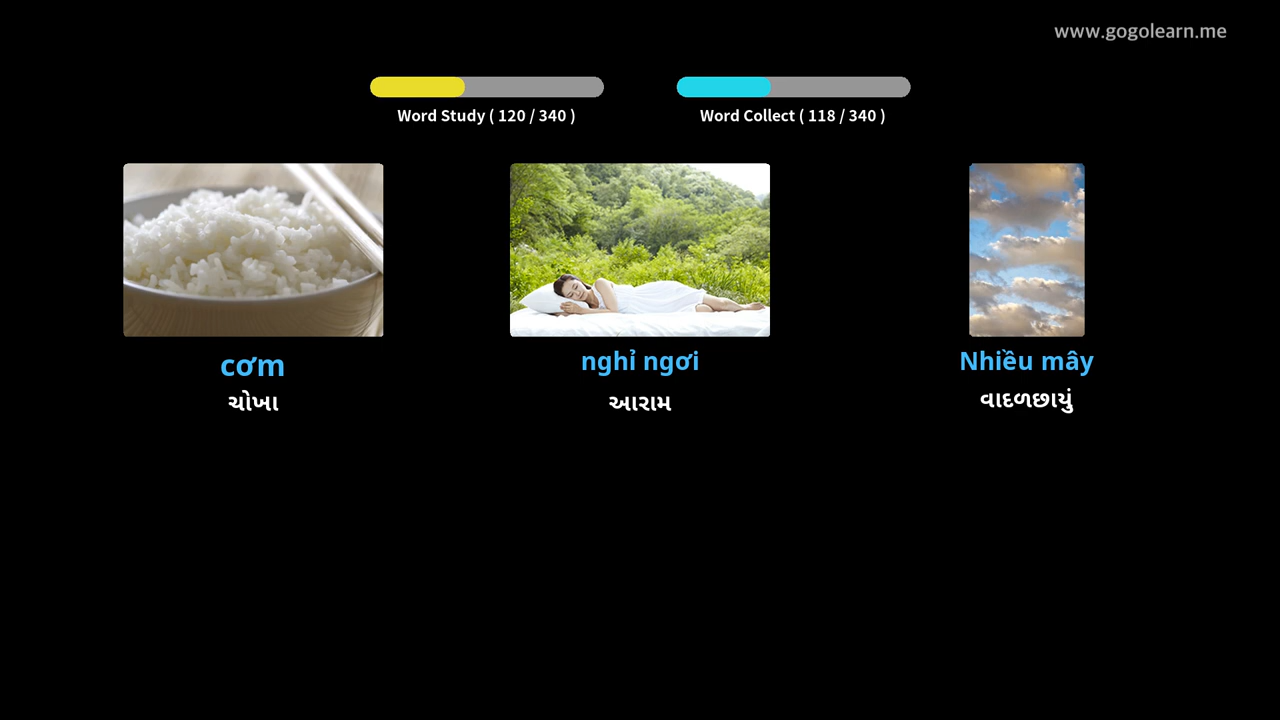 www.gogolearn.me
Word Study ( 120 / 340 )
Word Collect ( 118 / 340 )
cơm
ચોખા
nghỉ ngơi
આરામ
Nhiều mây
વાદળછાયું